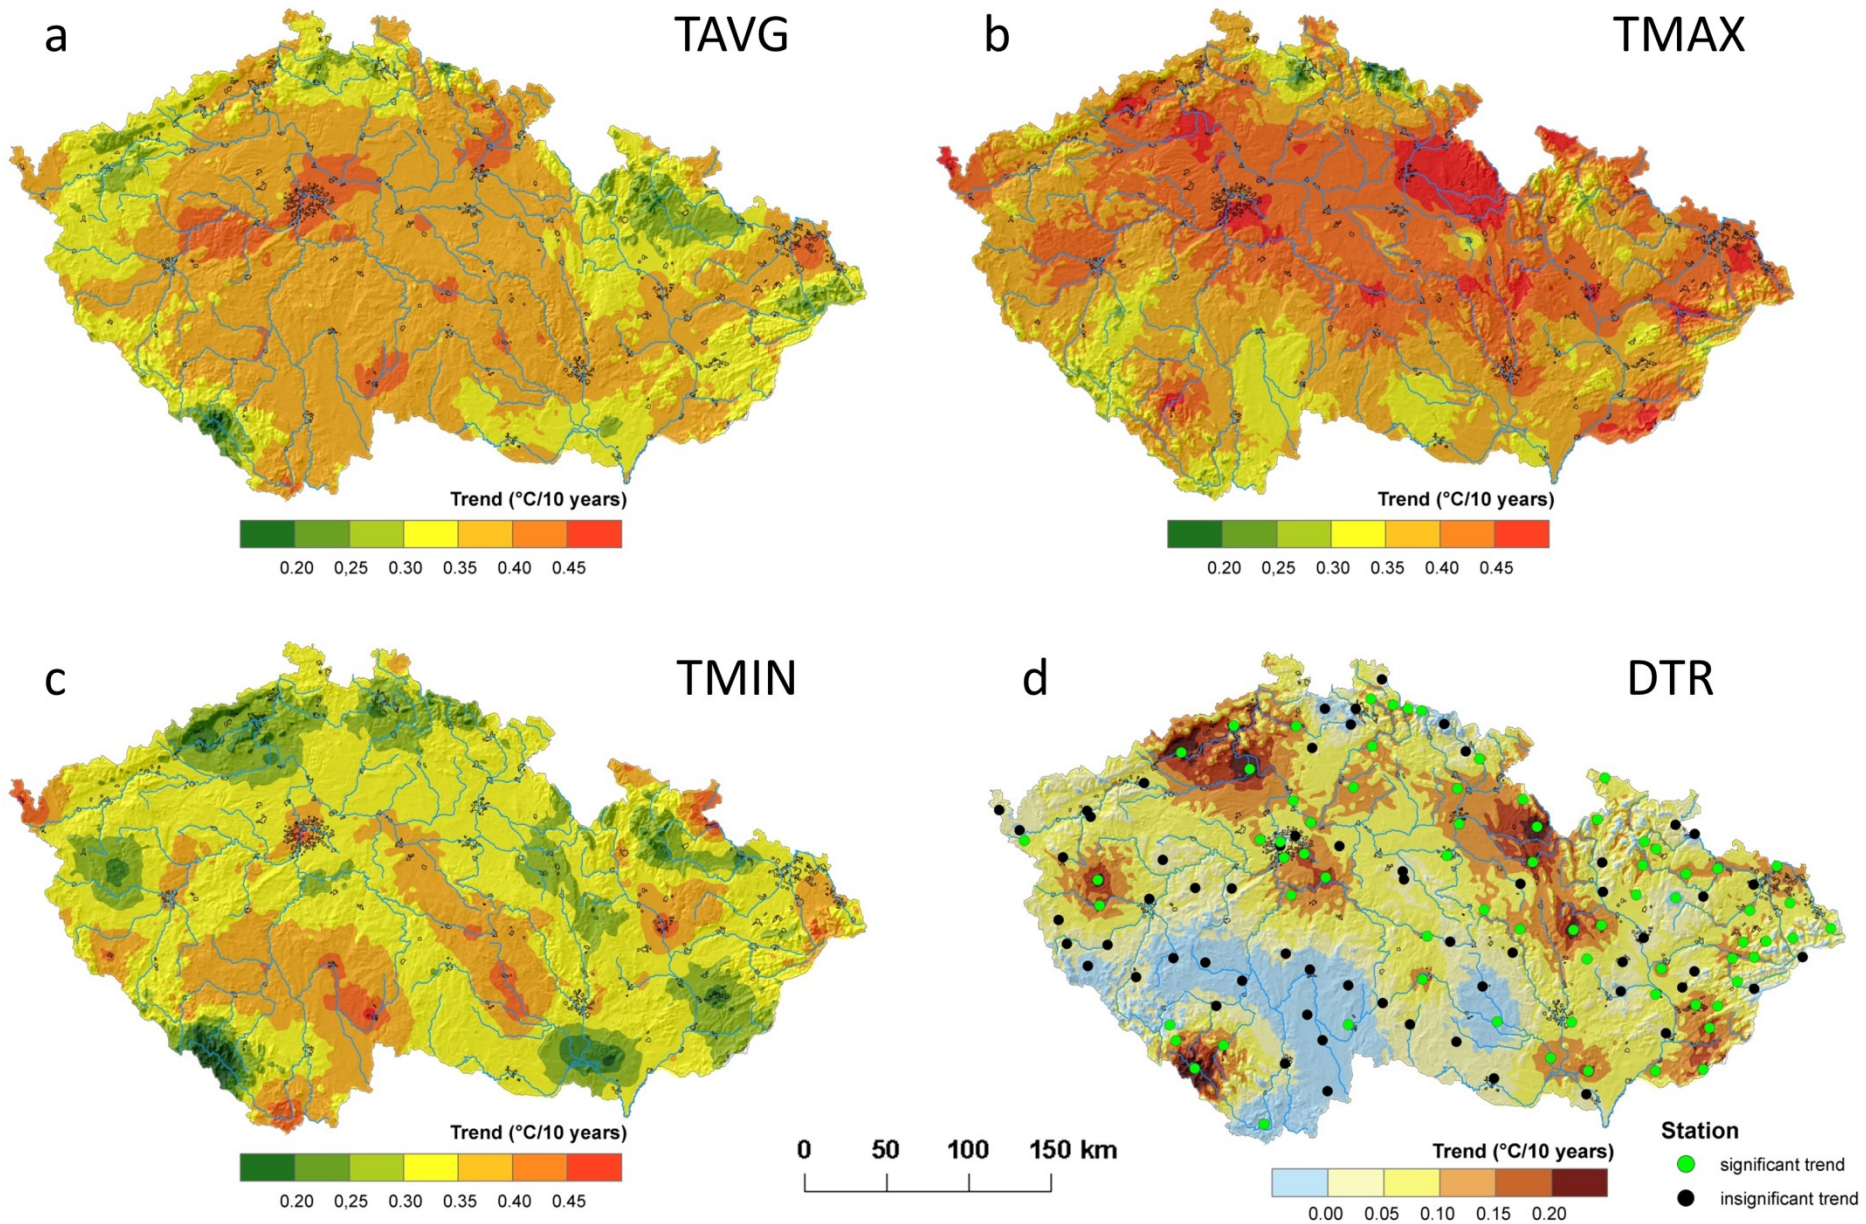 a
TAVG
b
TMAX
Trend (°C/10 years)
0.20 0,25 0.30 0.35 0.40 0.45
Trend (°C/10 years)
0.20 0,25 0.30 0.35 0.40 0.45
c
TMIN
d
DTR
Trend (°C/10 years)
0.20 0,25 0.30 0.35 0.40 0.45
0 50 100 150 km
Trend (°C/10 years)
0.00 0.05 0.10 0.15 0.20
Station
significant trend
insignificant trend